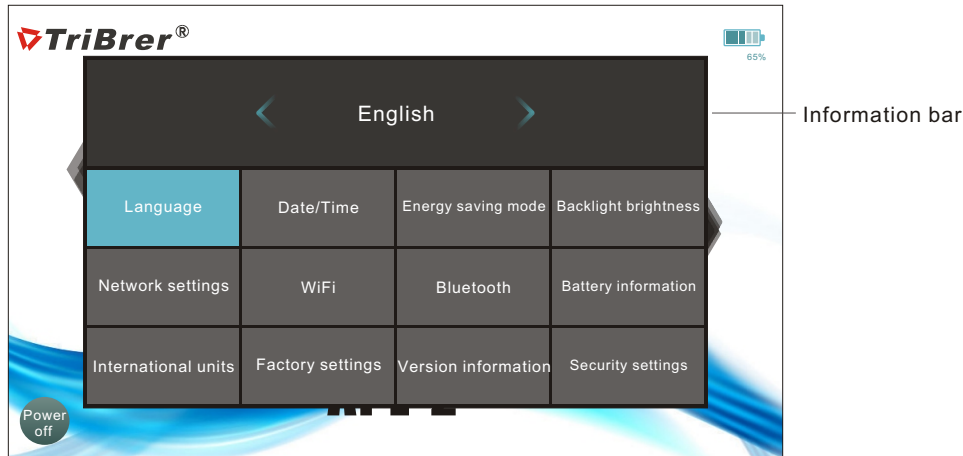 TriBrer®
65%
English
Information bar
Language Date/Time Energy saving mode Backlight brightness
Network settings WiFi Bluetooth Battery information
International units Factory settings Version information Security settings
Power
off